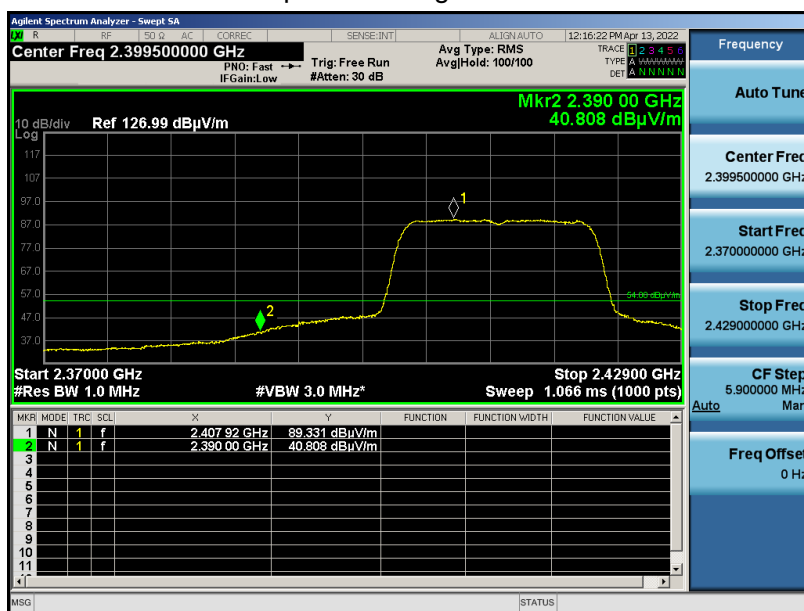 Agilent Spectrum Analyzer - Swept SA
LXI R RF 50 Ω AC CORREC SENSE:INT ALIGN AUTO 12:16:22 PM Apr 13, 2022
Center Freq 2.399500000 GHz
PNO: Fast
IFGain:Low
Trig: Free Run
#Atten: 30 dB
Avg Type: RMS
Avg|Hold: 100/100
TRACE 1 2 3 4 5 6
TYPE A
DET A N N N N N
Mkr2 2.390 00 GHz
40.808 dBµV/m
10 dB/div Ref 126.99 dBµV/m
Log
117
107
97.0
87.0
77.0
67.0
57.0
47.0
37.0
1
2
54.00 dBµV/m
Start 2.37000 GHz Stop 2.42900 GHz
#Res BW 1.0 MHz #VBW 3.0 MHz* Sweep 1.066 ms (1000 pts)
MKR MODE TRC SCL X Y FUNCTION FUNCTION WIDTH FUNCTION VALUE
1 N 1 f 2.407 92 GHz 89.331 dBµV/m
2 N 1 f 2.390 00 GHz 40.808 dBµV/m
3
4
5
6
7
8
9
10
11
MSG STATUS
Frequency
Auto Tune
Center Freq
2.399500000 GHz
Start Freq
2.370000000 GHz
Stop Freq
2.429000000 GHz
CF Step
5.900000 MHz
Auto Man
Freq Offset
0 Hz